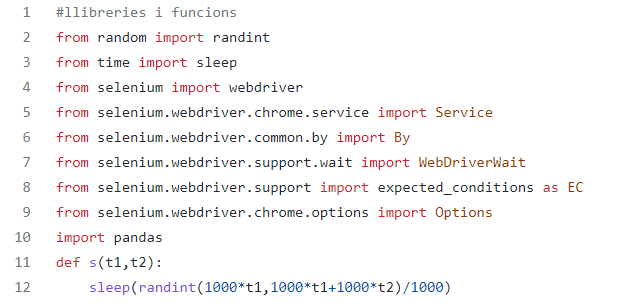 1 #llibreries i funcions
2 from random import randint
3 from time import sleep
4 from selenium import webdriver
5 from selenium.webdriver.chrome.service import Service
6 from selenium.webdriver.common.by import By
7 from selenium.webdriver.support.wait import WebDriverWait
8 from selenium.webdriver.support import expected_conditions as EC
9 from selenium.webdriver.chrome.options import Options
10 import pandas
11 def s(t1,t2):
12     sleep(randint(1000*t1,1000*t1+1000*t2)/1000)